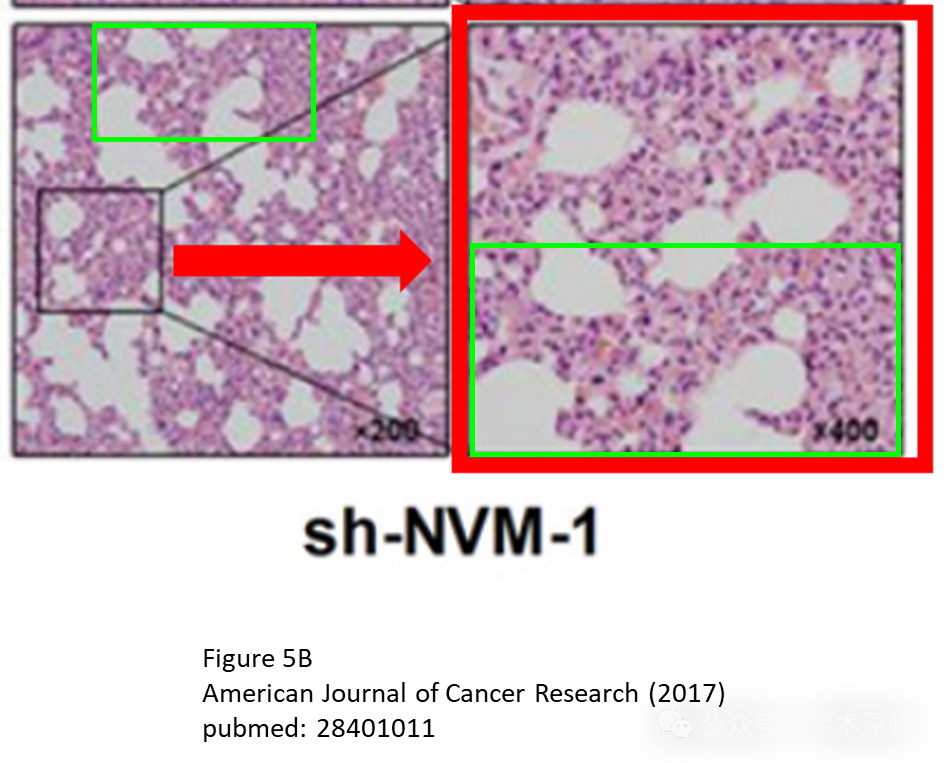 ×200
×400
sh-NVM-1
Figure 5B
American Journal of Cancer Research (2017)
pubmed: 28401011
公众号